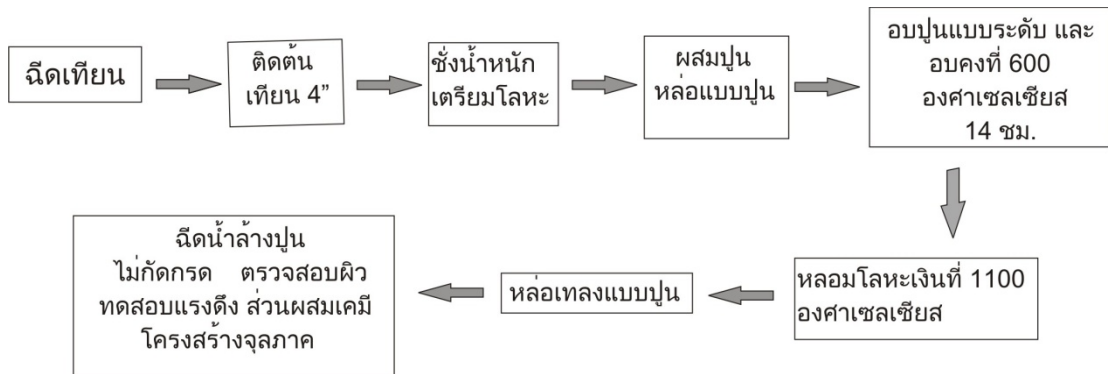 ฉีดเทียน
ติดต้น
เทียน 4”
ชั่งน้ำหนัก
เตรียมโลหะ
ผสมปูน
หล่อแบบปูน
อบปูนแบบระดับ และ
อบคงที่ 600
องศาเซลเซียส
14 ชม.
หลอมโลหะเงินที่ 1100
องศาเซลเซียส
หล่อเทลงแบบปูน
ฉีดน้ำล้างปูน
ไม่กัดกรด ตรวจสอบผิว
ทดสอบแรงดึง ส่วนผสมเคมี
โครงสร้างจุลภาค